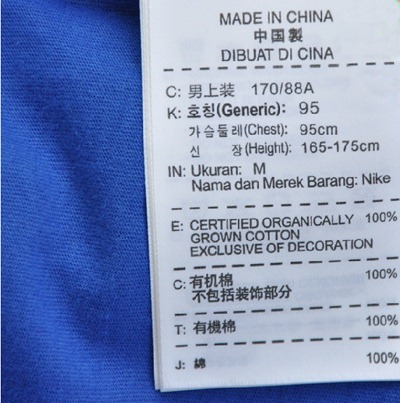 MADE IN CHINA
中国製
DIBUAT DI CINA
C: 男上装 170/88A
K: 호칭(Generic): 95
가슴둘레(Chest): 95cm
신 장(Height): 165-175cm
IN: Ukuran: M
Nama dan Merek Barang: Nike
E: CERTIFIED ORGANICALLY 100%
GROWN COTTON
EXCLUSIVE OF DECORATION
C: 有机棉 100%
不包括装饰部分
T: 有機棉 100%
J: 綿 100%